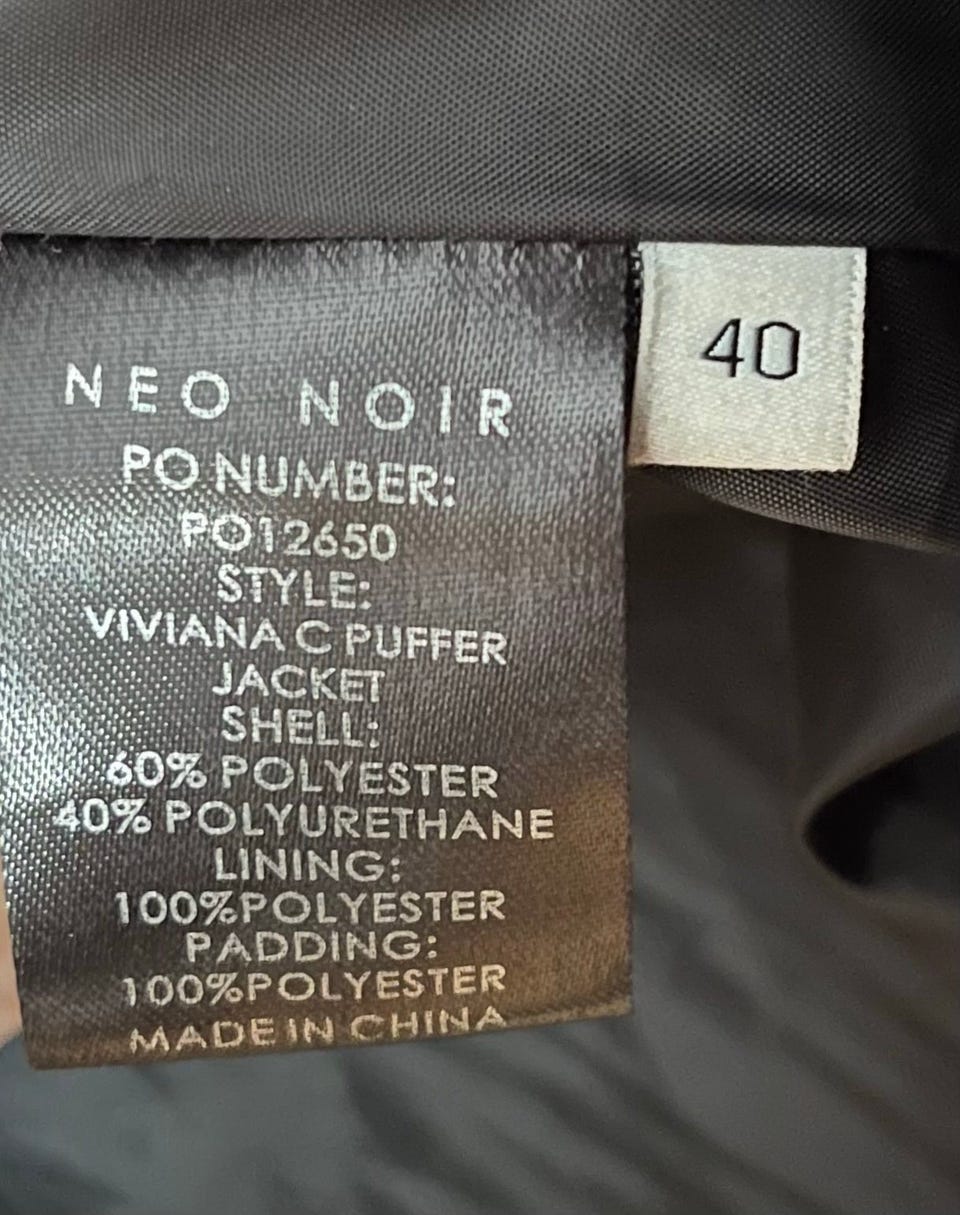 NEO NOIR
PO NUMBER:
PO12650
STYLE:
VIVIANA C PUFFER
JACKET
SHELL:
60% POLYESTER
40% POLYURETHANE
LINING:
100%POLYESTER
PADDING:
100%POLYESTER
MADE IN CHINA
40